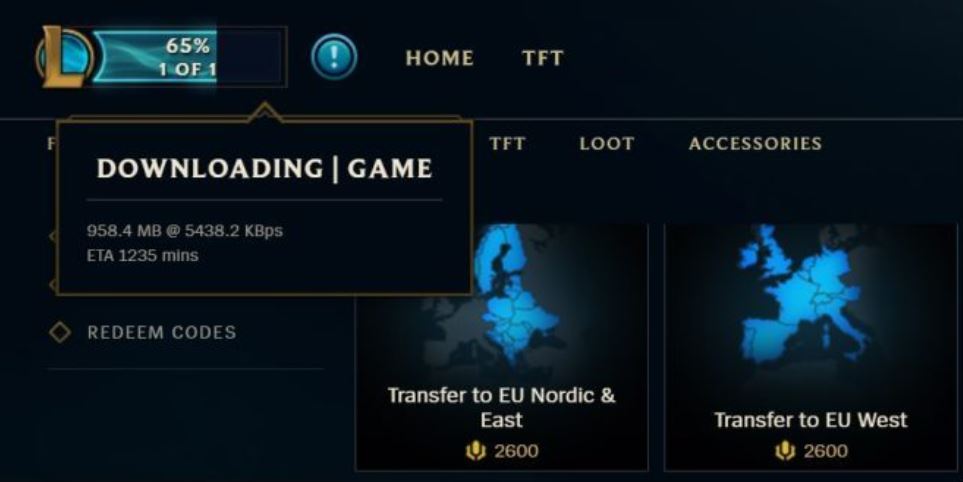 65%
1 OF 1
HOME
TFT
TFT
LOOT
ACCESSORIES
DOWNLOADING | GAME
958.4 MB @ 5438.2 KBps
ETA 1235 mins
REDEEM CODES
Transfer to EU Nordic &
East
2600
Transfer to EU West
2600